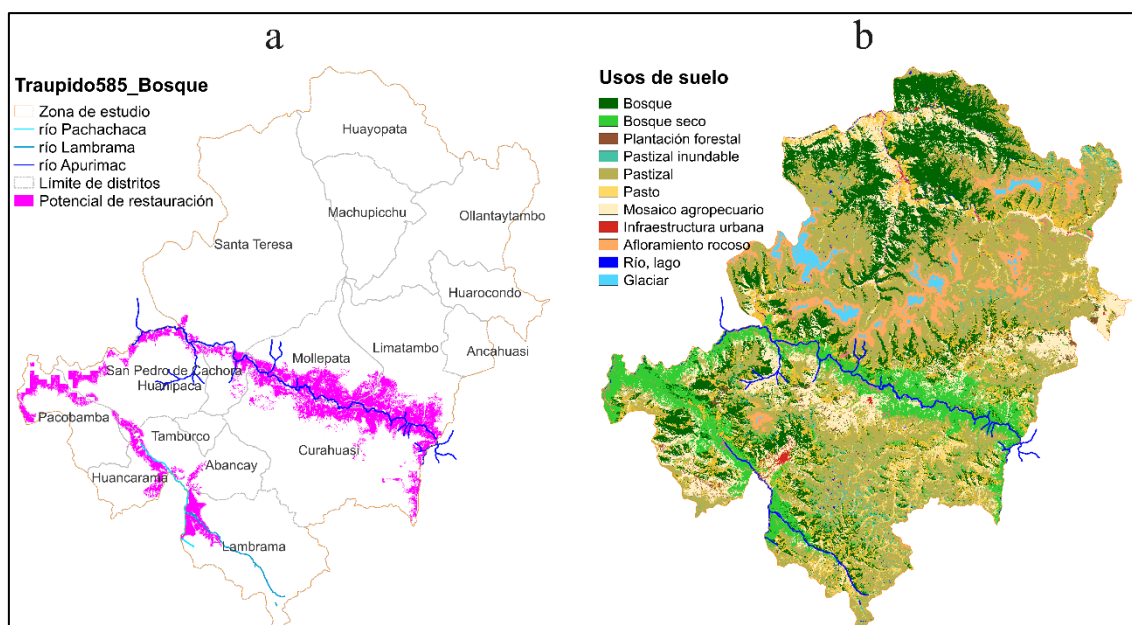 a
Traupido585_Bosque
Zona de estudio
río Pachachaca
río Lambrama
río Apurimac
Límite de distritos
Potencial de restauración
Huayopata
Machupicchu
Ollantaytambo
Santa Teresa
Huarocondo
Ancahuasi
Limatambo
Mollepata
San Pedro de Cachora
Huanipaca
Pacobamba
Tamburco
Curahuasi
Abancay
Huancarama
Lambrama
b
Usos de suelo
Bosque
Bosque seco
Plantación forestal
Pastizal inundable
Pastizal
Pasto
Mosaico agropecuario
Infraestructura urbana
Afloramiento rocoso
Río, lago
Glaciar